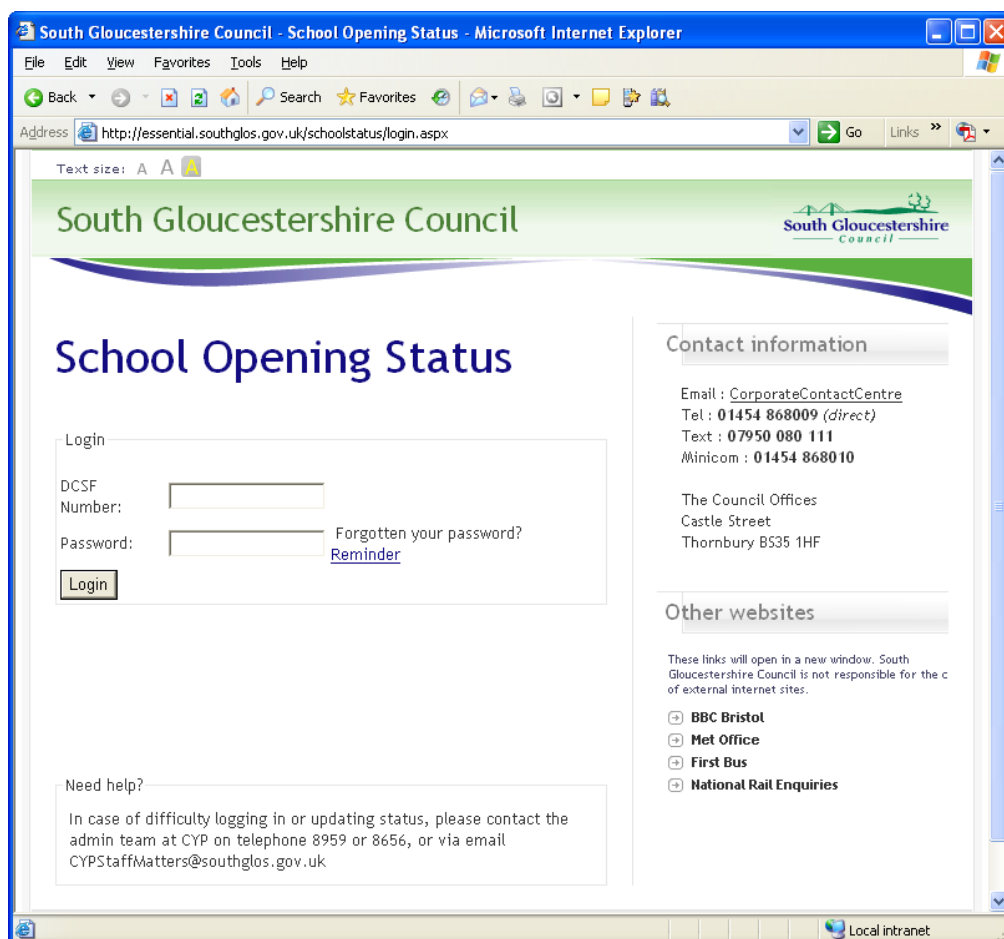 South Gloucestershire Council - School Opening Status - Microsoft Internet Explorer
File Edit View Favorites Tools Help
Back Search Favorites
Address http://essential.southglos.gov.uk/schoolstatus/login.aspx Go Links »
Text size: A A A
South Gloucestershire Council
South Gloucestershire
Council
School Opening Status
Login
DCSF
Number:
Password:
Forgotten your password?
Reminder
Login
Need help?
In case of difficulty logging in or updating status, please contact the
admin team at CYP on telephone 8959 or 8656, or via email
CYPStaffMatters@southglos.gov.uk
Contact information
Email : CorporateContactCentre
Tel : 01454 868009 (direct)
Text : 07950 080 111
Minicom : 01454 868010
The Council Offices
Castle Street
Thornbury BS35 1HF
Other websites
These links will open in a new window. South
Gloucestershire Council is not responsible for the c
of external internet sites.
BBC Bristol
Met Office
First Bus
National Rail Enquiries
Local intranet